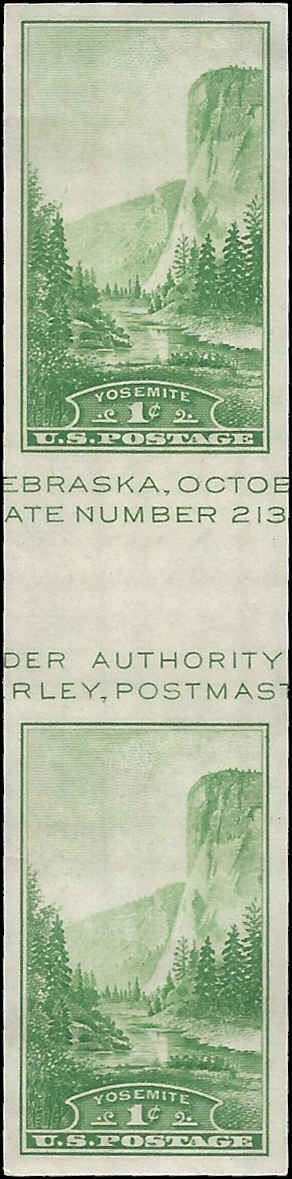 YOSEMITE
1¢
U.S. POSTAGE
EBRASKA, OCTOB
ATE NUMBER 213
DER AUTHORITY
RLEY, POSTMAST
YOSEMITE
1¢
U.S. POSTAGE